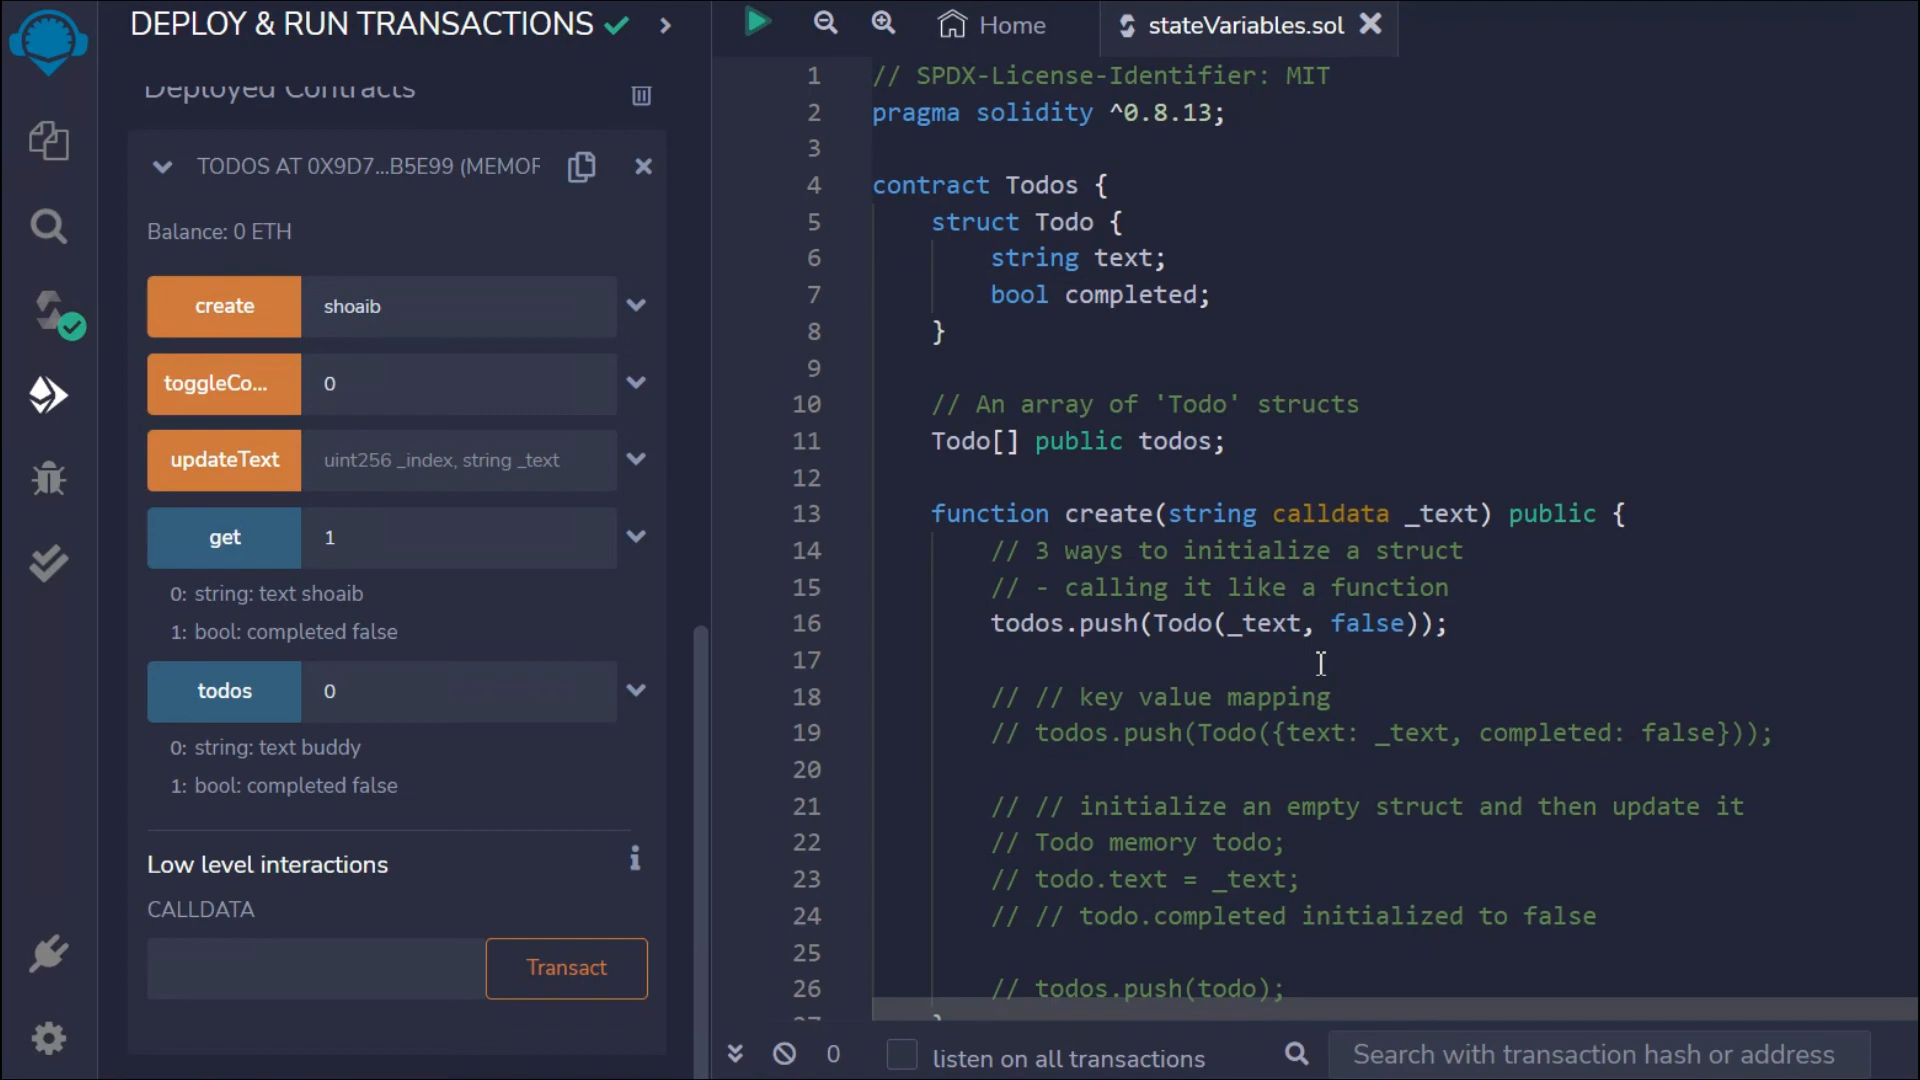 DEPLOY & RUN TRANSACTIONS
Deployed Contracts
TODOS AT 0X9D7...B5E99 (MEMOR
Balance: 0 ETH
create shoaib
toggleCo... 0
updateText uint256 _index, string _text
get 1
0: string: text shoaib
1: bool: completed false
todos 0
0: string: text buddy
1: bool: completed false
Low level interactions
CALLDATA
Transact
Home stateVariables.sol
1 // SPDX-License-Identifier: MIT
2 pragma solidity ^0.8.13;
3
4 contract Todos {
5 struct Todo {
6 string text;
7 bool completed;
8 }
9
10 // An array of 'Todo' structs
11 Todo[] public todos;
12
13 function create(string calldata _text) public {
14 // 3 ways to initialize a struct
15 // - calling it like a function
16 todos.push(Todo(_text, false));
17
18 // // key value mapping
19 // todos.push(Todo({text: _text, completed: false}));
20
21 // // initialize an empty struct and then update it
22 // Todo memory todo;
23 // todo.text = _text;
24 // // todo.completed initialized to false
25
26 // todos.push(todo);
27 }
0 listen on all transactions Search with transaction hash or address